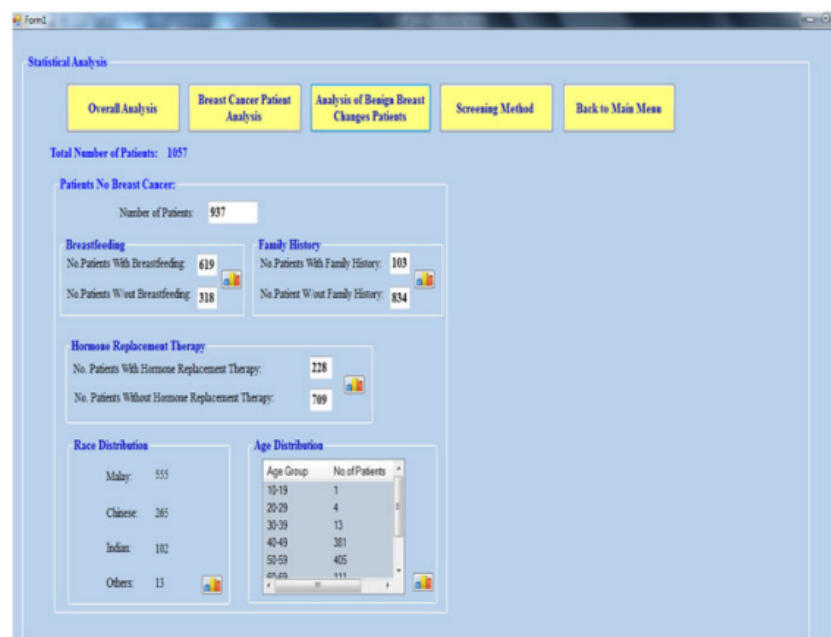 Form1
Statistical Analysis
Overall Analysis
Breast Cancer Patient
Analysis
Analysis of Benign Breast
Changes Patients
Screening Method
Back to Main Menu
Total Number of Patients: 1057
Patients No Breast Cancer:
Number of Patients: 937
Breastfeeding
No.Patients With Breastfeeding: 619
No.Patients W/out Breastfeeding: 318
Family History
No.Patients With Family History: 103
No.Patient W/out Family History: 834
Hormone Replacement Therapy
No. Patients With Hormone Replacement Therapy: 228
No. Patients Without Hormone Replacement Therapy: 709
Race Distribution
Malay: 555
Chinese: 265
Indian: 102
Others: 13
Age Distribution
Age Group No.of Patients
10-19 1
20-29 4
30-39 13
40-49 381
50-59 405
60-69 111